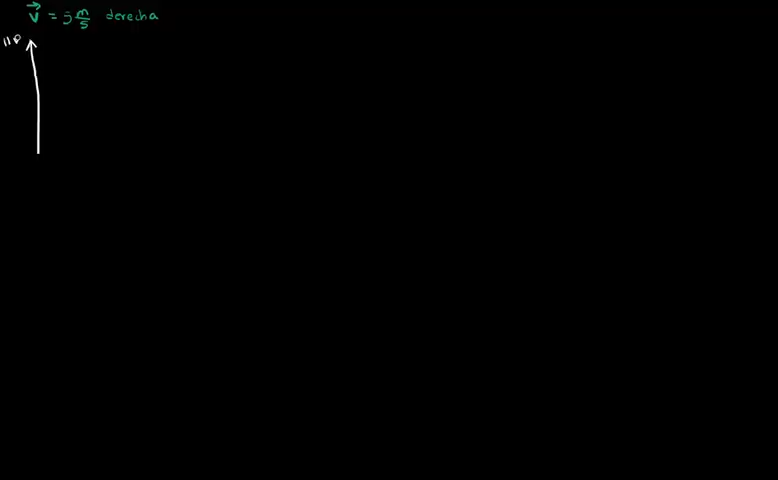 v⃗ = 5 m/s derecha